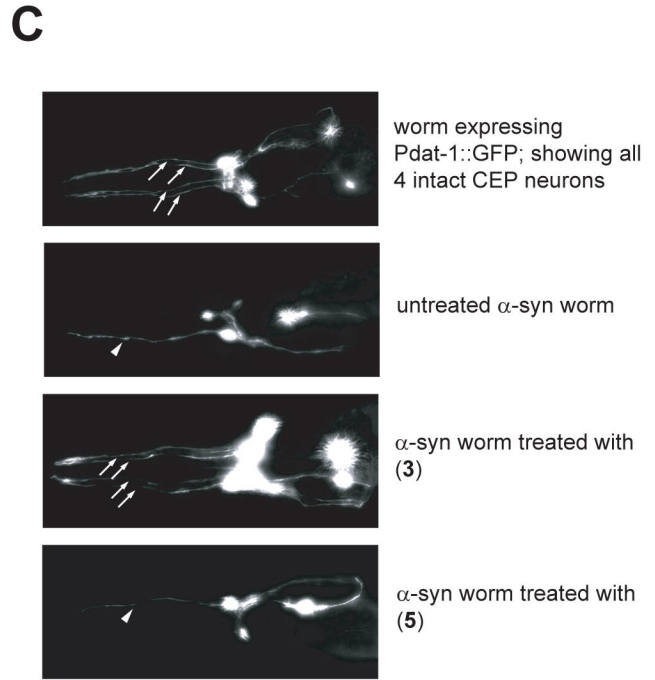 C
worm expressing
Pdat-1::GFP; showing all
4 intact CEP neurons
untreated α-syn worm
α-syn worm treated with
(3)
α-syn worm treated with
(5)